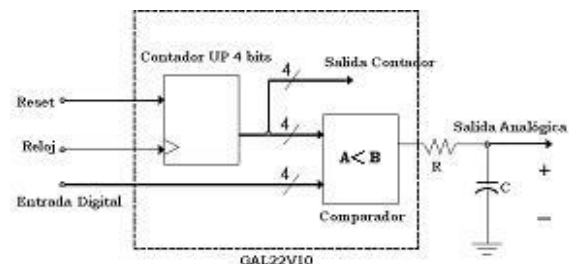 Contador UP 4 bits
4
Salida Contador
Reset
Reloj
4
Salida Analógica
A<B
R
+
4
C
Entrada Digital
Comparador
−
GAL22V10